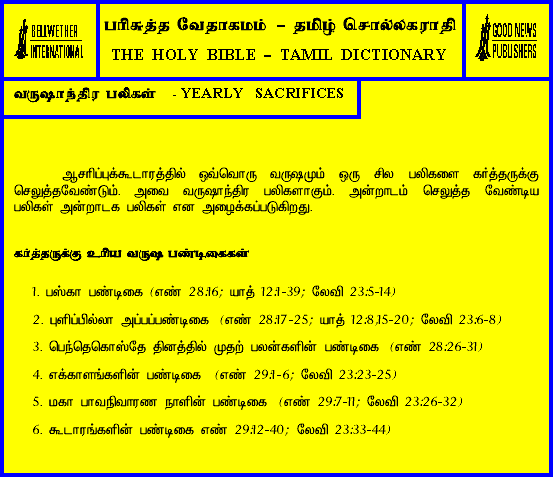 BELLWETHER
INTERNATIONAL
பரிசுத்த வேதாகமம் – தமிழ் சொல்லகராதி
THE HOLY BIBLE – TAMIL DICTIONARY
GOOD NEWS
PUBLISHERS
வருஷாந்திர பலிகள் - YEARLY SACRIFICES
ஆசரிப்புக்கூடாரத்தில் ஒவ்வொரு வருஷமும் ஒரு சில பலிகளை கர்த்தருக்கு
செலுத்தவேண்டும். அவை வருஷாந்திர பலிகளாகும். அன்றாடம் செலுத்த வேண்டிய
பலிகள் அன்றாடக பலிகள் என அழைக்கப்படுகிறது.
கர்த்தருக்கு உரிய வருஷ பண்டிகைகள்
1. பஸ்கா பண்டிகை (எண் 28:16; யாத் 12:1-39; லேவி 23:5-14)
2. புளிப்பில்லா அப்பப்பண்டிகை (எண் 28:17-25; யாத் 12:8,15-20; லேவி 23:6-8)
3. பெந்தெகொஸ்தே தினத்தில் முதற் பலன்களின் பண்டிகை (எண் 28:26-31)
4. எக்காளங்களின் பண்டிகை (எண் 29:1-6; லேவி 23:23-25)
5. மகா பாவநிவாரண நாளின் பண்டிகை (எண் 29:7-11; லேவி 23:26-32)
6. கூடாரங்களின் பண்டிகை எண் 29:12-40; லேவி 23:33-44)